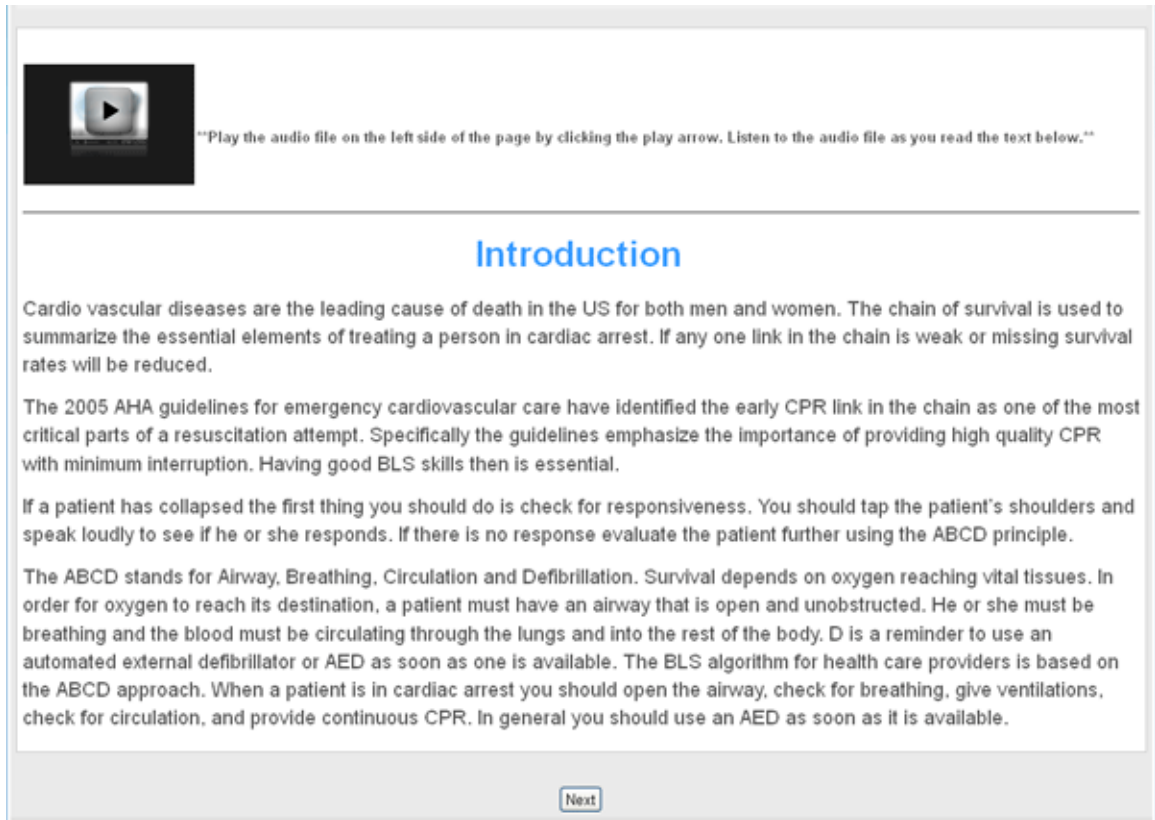 **Play the audio file on the left side of the page by clicking the play arrow. Listen to the audio file as you read the text below.**
Introduction
Cardio vascular diseases are the leading cause of death in the US for both men and women. The chain of survival is used to
summarize the essential elements of treating a person in cardiac arrest. If any one link in the chain is weak or missing survival
rates will be reduced.
The 2005 AHA guidelines for emergency cardiovascular care have identified the early CPR link in the chain as one of the most
critical parts of a resuscitation attempt. Specifically the guidelines emphasize the importance of providing high quality CPR
with minimum interruption. Having good BLS skills then is essential.
If a patient has collapsed the first thing you should do is check for responsiveness. You should tap the patient's shoulders and
speak loudly to see if he or she responds. If there is no response evaluate the patient further using the ABCD principle.
The ABCD stands for Airway, Breathing, Circulation and Defibrillation. Survival depends on oxygen reaching vital tissues. In
order for oxygen to reach its destination, a patient must have an airway that is open and unobstructed. He or she must be
breathing and the blood must be circulating through the lungs and into the rest of the body. D is a reminder to use an
automated external defibrillator or AED as soon as one is available. The BLS algorithm for health care providers is based on
the ABCD approach. When a patient is in cardiac arrest you should open the airway, check for breathing, give ventilations,
check for circulation, and provide continuous CPR. In general you should use an AED as soon as it is available.
Next